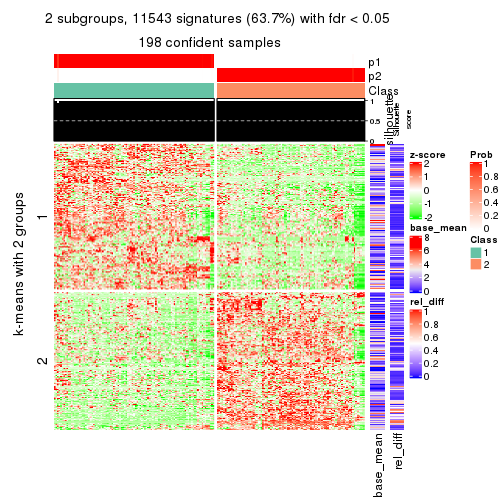 2 subgroups, 11543 signatures (63.7%) with fdr < 0.05
198 confident samples
p1
p2
Class
silhouette
Silhouette
score
1
0.5
0
k-means with 2 groups
1
2
base_mean
rel_diff
z-score
2
1
0
-1
-2
base_mean
8
6
4
2
0
rel_diff
1
0.8
0.6
0.4
0.2
0
Prob
1
0.8
0.6
0.4
0.2
0
Class
1
2